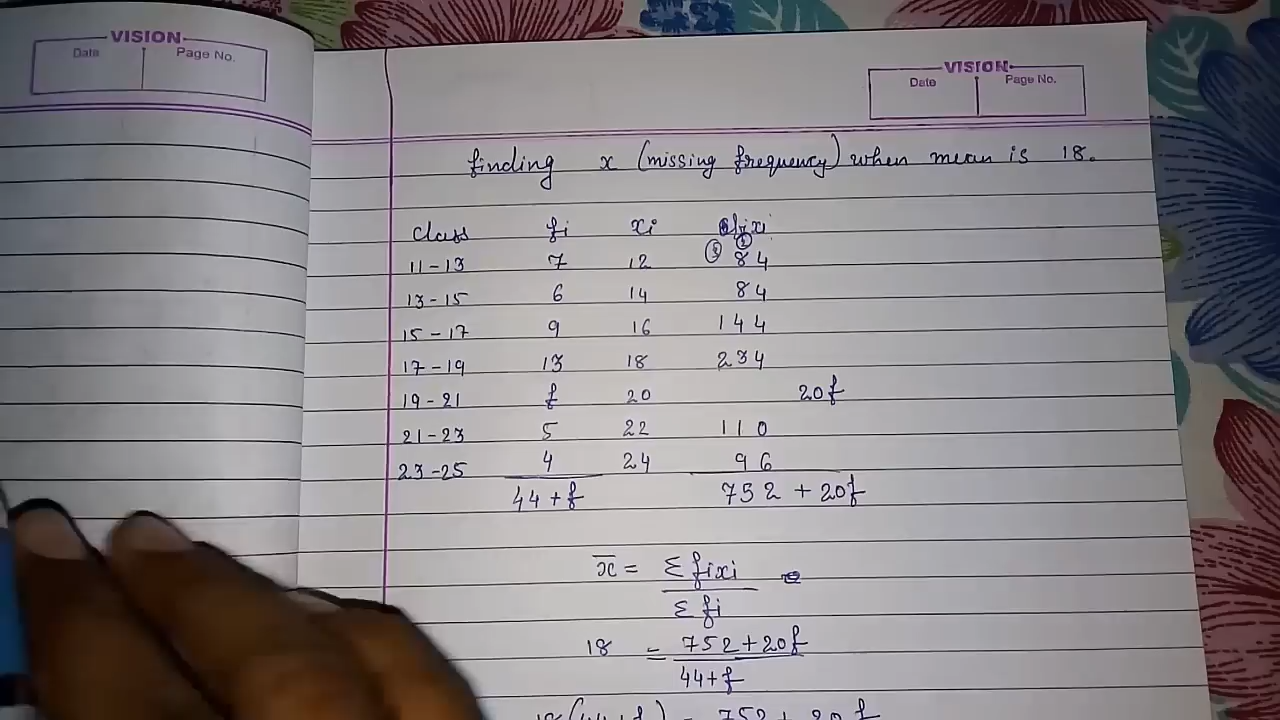 VISION
Date Page No.
VISION
Date Page No.
finding x (missing frequency) when mean is 18.
Class fi xi fixi
11-13 7 12 84
13-15 6 14 84
15-17 9 16 144
17-19 13 18 234
19-21 f 20 20f
21-23 5 22 110
23-25 4 24 96
44+f 752+20f
x̄ = Σfixi
Σfi
18 = 752+20f
44+f
752+20f